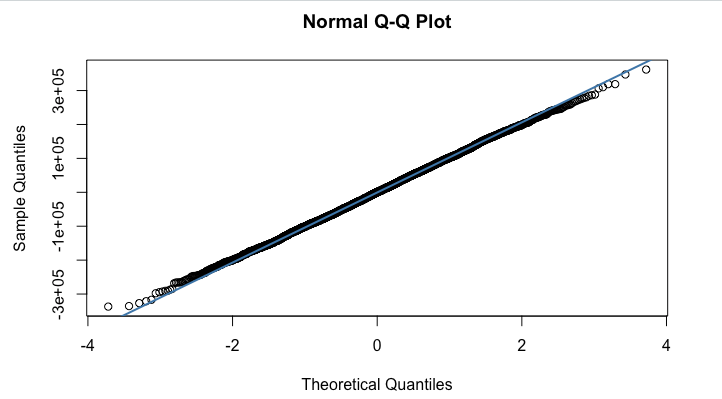 Normal Q-Q Plot
3e+05
1e+05
-1e+05
-3e+05
Sample Quantiles
-4
-2
0
2
4
Theoretical Quantiles